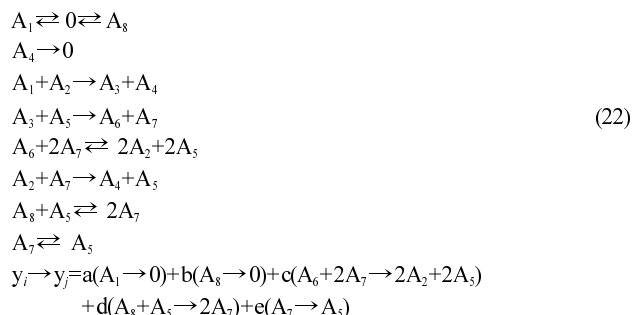 A₁⇄ 0⇄ A₈
A₄→0
A₁+A₂→A₃+A₄
A₃+A₅→A₆+A₇ (22)
A₆+2A₇⇄ 2A₂+2A₅
A₂+A₇→A₄+A₅
A₈+A₅⇄ 2A₇
A₇⇄ A₅
yᵢ→yⱼ=a(A₁→0)+b(A₈→0)+c(A₆+2A₇→2A₂+2A₅)
+d(A₈+A₅→2A₇)+e(A₇→A₅)